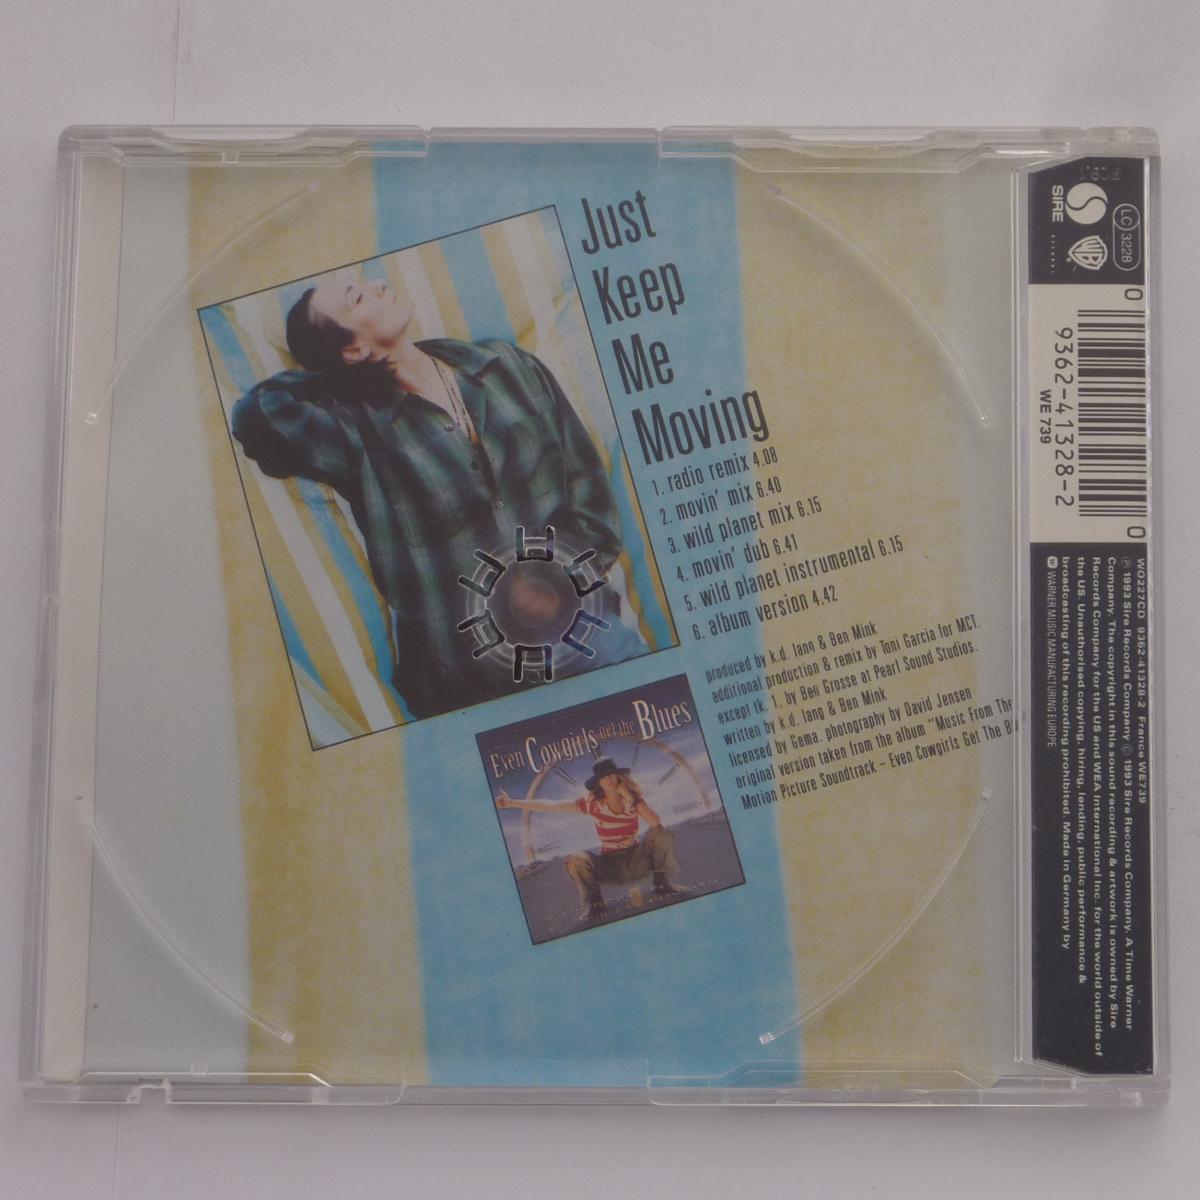 Just
Keep
Me
Moving
1. radio remix 4.08
2. movin' mix 6.40
3. wild planet mix 6.15
4. movin' dub 6.41
5. wild planet instrumental 6.15
6. album version 4.42
produced by k.d. lang & Ben Mink
additional production & remix by Toni Garcia for MCT.
except tk. 1. by Ben Grosse at Pearl Sound Studios.
written by k.d. lang & Ben Mink
licensed by Gema. photography by David Jensen
original version taken from the album "Music From The
Motion Picture Soundtrack – Even Cowgirls Get The
Even Cowgirls get the Blues
SIRE
WB
LC 3228
0 0
9362-41328-2
WE 739
WO227CD 9362-41328-2 France WE739
℗ 1993 Sire Records Company © 1993 Sire Records Company. A Time Warner
Company. The copyright in this sound recording & artwork is owned by Sire
Records Company for the US and WEA International Inc. for the world outside of
the US. Unauthorised copying, hiring, lending, public performance &
broadcasting of this recording prohibited. Made in Germany by
WARNER MUSIC MANUFACTURING EUROPE